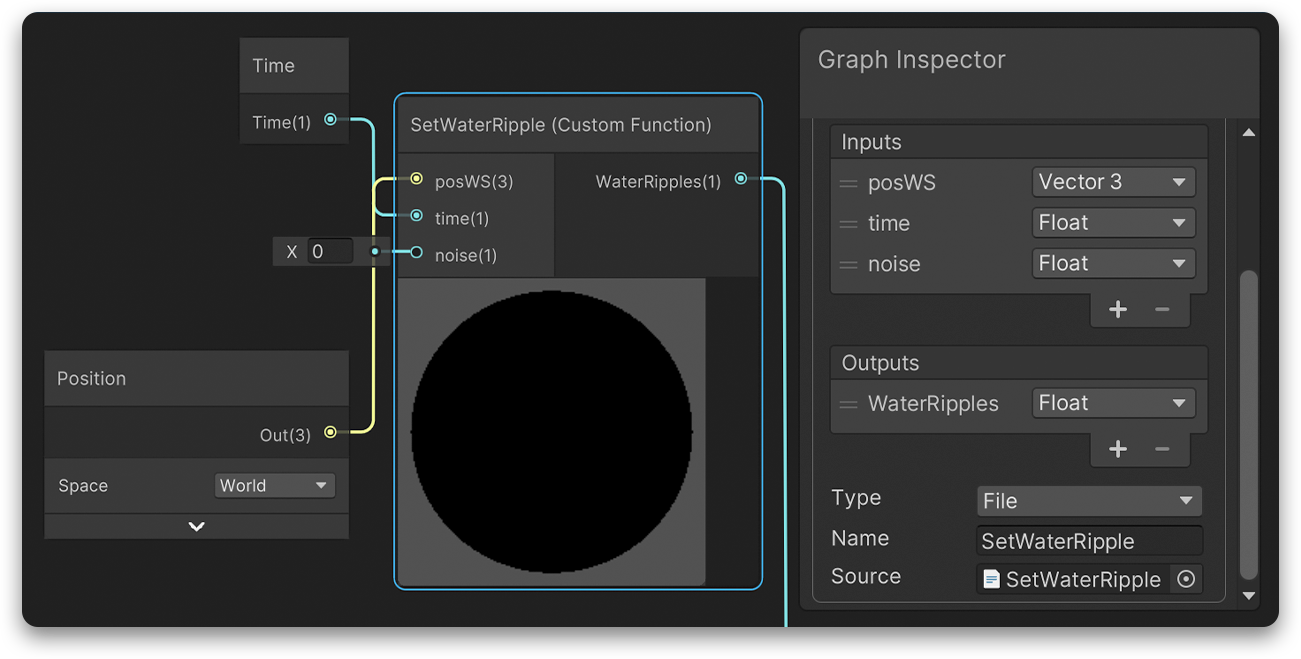 Time
Time(1)
SetWaterRipple (Custom Function)
posWS(3)
WaterRipples(1)
time(1)
X 0
noise(1)
Position
Out(3)
Space
World
Graph Inspector
Inputs
posWS
Vector 3
time
Float
noise
Float
+ −
Outputs
WaterRipples
Float
+ −
Type
File
Name
SetWaterRipple
Source
SetWaterRipple